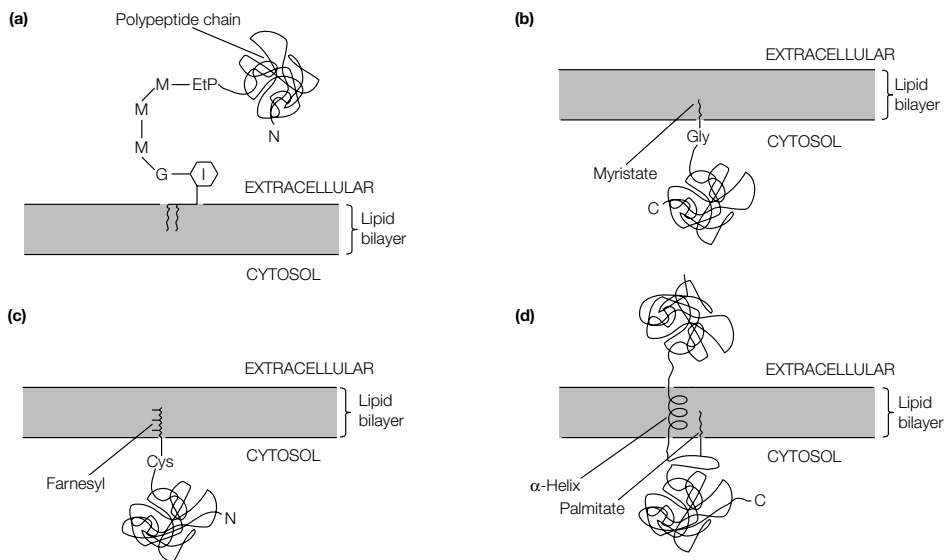 (a)
Polypeptide chain
M
EtP
M
N
M
G
I
EXTRACELLULAR
Lipid
bilayer
CYTOSOL
(b)
EXTRACELLULAR
Lipid
bilayer
CYTOSOL
Gly
Myristate
C
(c)
EXTRACELLULAR
Lipid
bilayer
CYTOSOL
Cys
Farnesyl
N
(d)
EXTRACELLULAR
Lipid
bilayer
CYTOSOL
α-Helix
Palmitate
C